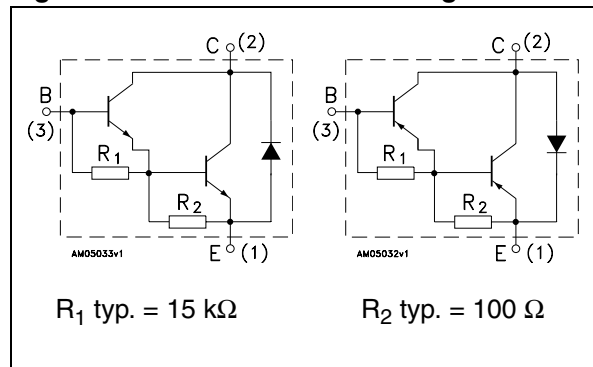 C (2)
B
(3)
R1
R2
AM05033v1
E (1)
C (2)
B
(3)
R1
R2
AM05032v1
E (1)
R1 typ. = 15 kΩ
R2 typ. = 100 Ω